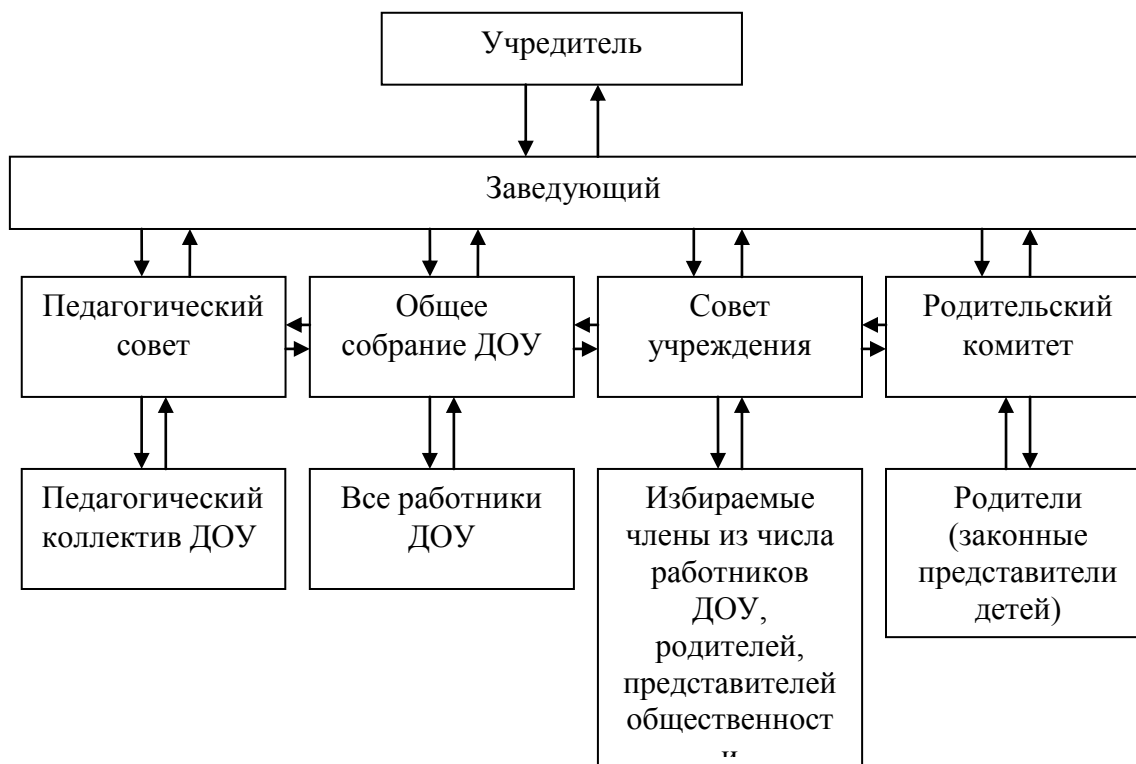 Учредитель
Заведующий
Педагогический
совет
Общее
собрание ДОУ
Совет
учреждения
Родительский
комитет
Педагогический
коллектив ДОУ
Все работники
ДОУ
Избираемые
члены из числа
работников
ДОУ,
родителей,
представителей
общественност
и
Родители
(законные
представители
детей)